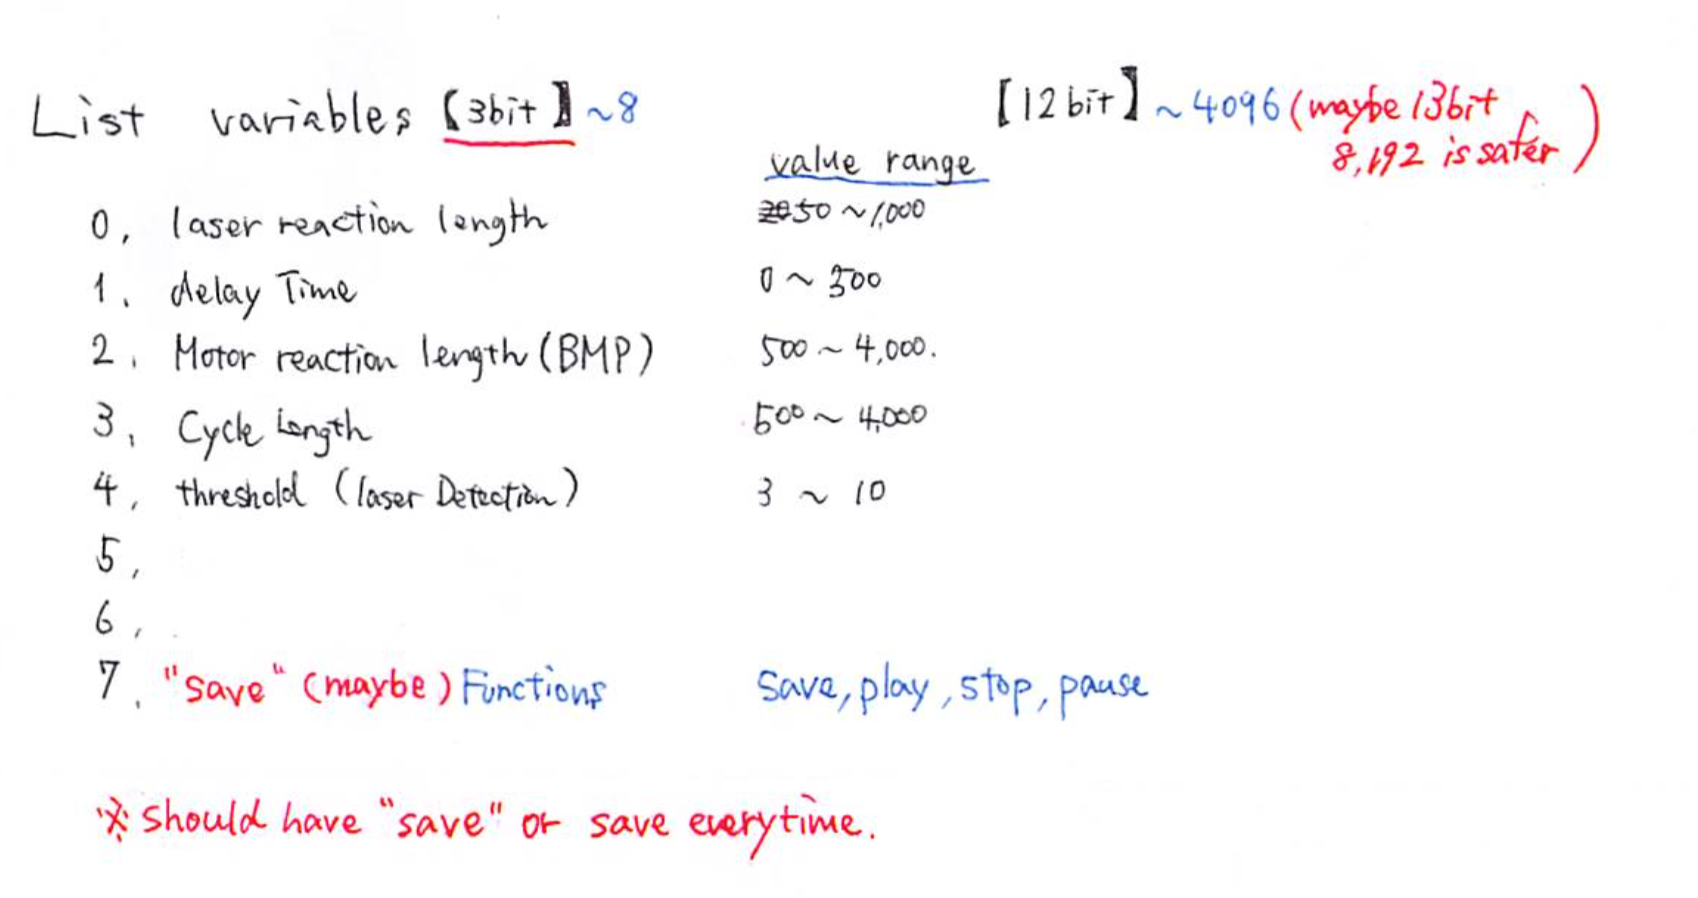 List variables 【3bit】 ~8 【12bit】 ~4096 (maybe 13bit
8,192 is safer)
value range
0, laser reaction length 50 ~ 1,000
1, delay Time 0 ~ 300
2, Motor reaction length (BMP) 500 ~ 4,000.
3, Cycle Length 500 ~ 4,000
4, threshold (laser Detection) 3 ~ 10
5,
6,
7, "save" (maybe) Functions save, play, stop, pause
※ should have "save" or save everytime.